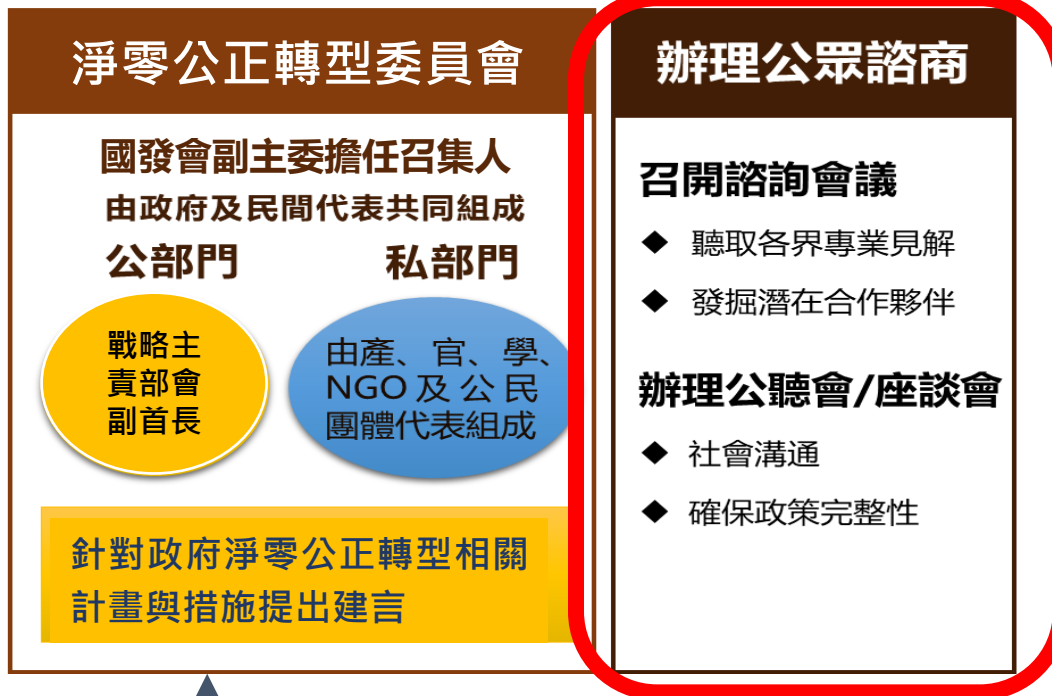 淨零公正轉型委員會
國發會副主委擔任召集人
由政府及民間代表共同組成
公部門
私部門
戰略主
責部會
副首長
由產、官、學、
NGO 及 公 民
團體代表組成
針對政府淨零公正轉型相關
計畫與措施提出建言
辦理公眾諮商
召開諮詢會議
◆ 聽取各界專業見解
◆ 發掘潛在合作夥伴
辦理公聽會/座談會
◆ 社會溝通
◆ 確保政策完整性